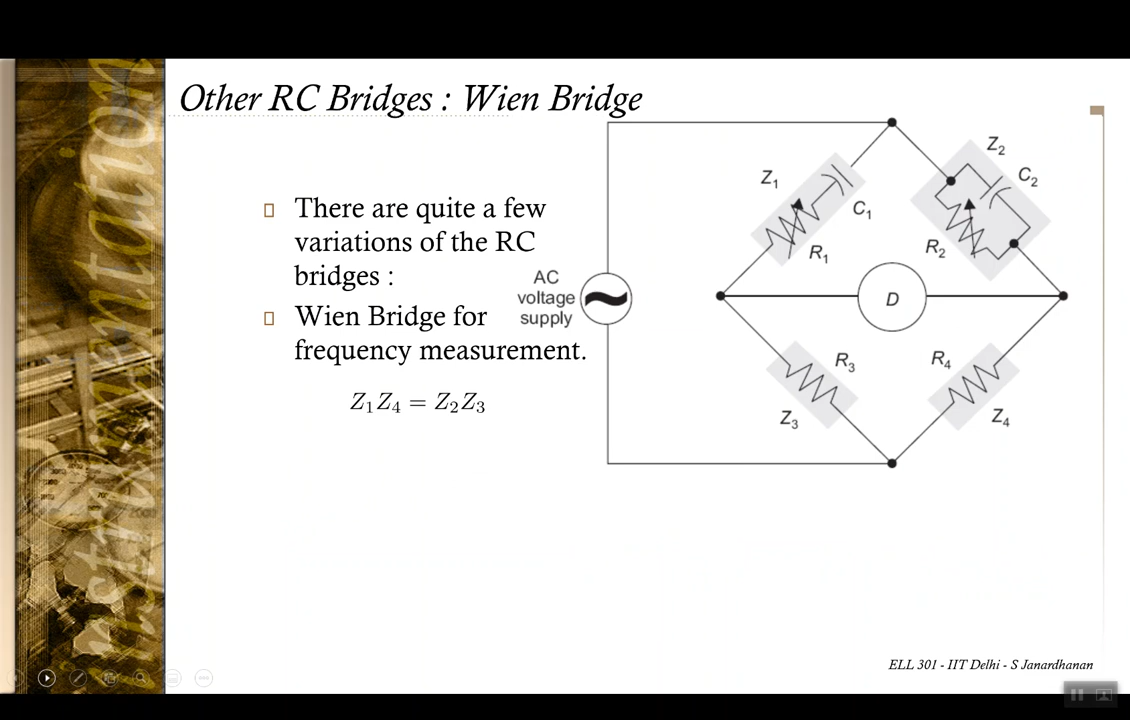 Other RC Bridges : Wien Bridge
There are quite a few
variations of the RC
bridges :
Wien Bridge for
frequency measurement.
Z₁Z₄ = Z₂Z₃
AC
voltage
supply
Z₁
C₁
R₁
Z₂
C₂
R₂
D
R₃
Z₃
R₄
Z₄
ELL 301 - IIT Delhi - S Janardhanan